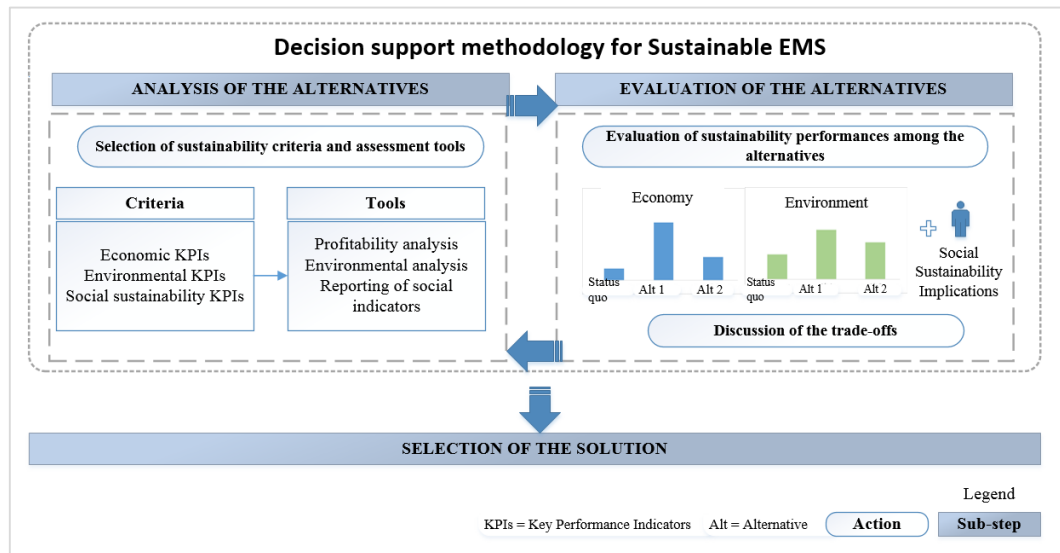 Decision support methodology for Sustainable EMS
ANALYSIS OF THE ALTERNATIVES
Selection of sustainability criteria and assessment tools
Criteria
Economic KPIs
Environmental KPIs
Social sustainability KPIs
Tools
Profitability analysis
Environmental analysis
Reporting of social
indicators
EVALUATION OF THE ALTERNATIVES
Evaluation of sustainability performances among the
alternatives
Economy
Status
quo
Alt 1
Alt 2
Environment
Status
quo
Alt 1
Alt 2
Social
Sustainability
Implications
Discussion of the trade-offs
SELECTION OF THE SOLUTION
Legend
KPIs = Key Performance Indicators
Alt = Alternative
Action
Sub-step